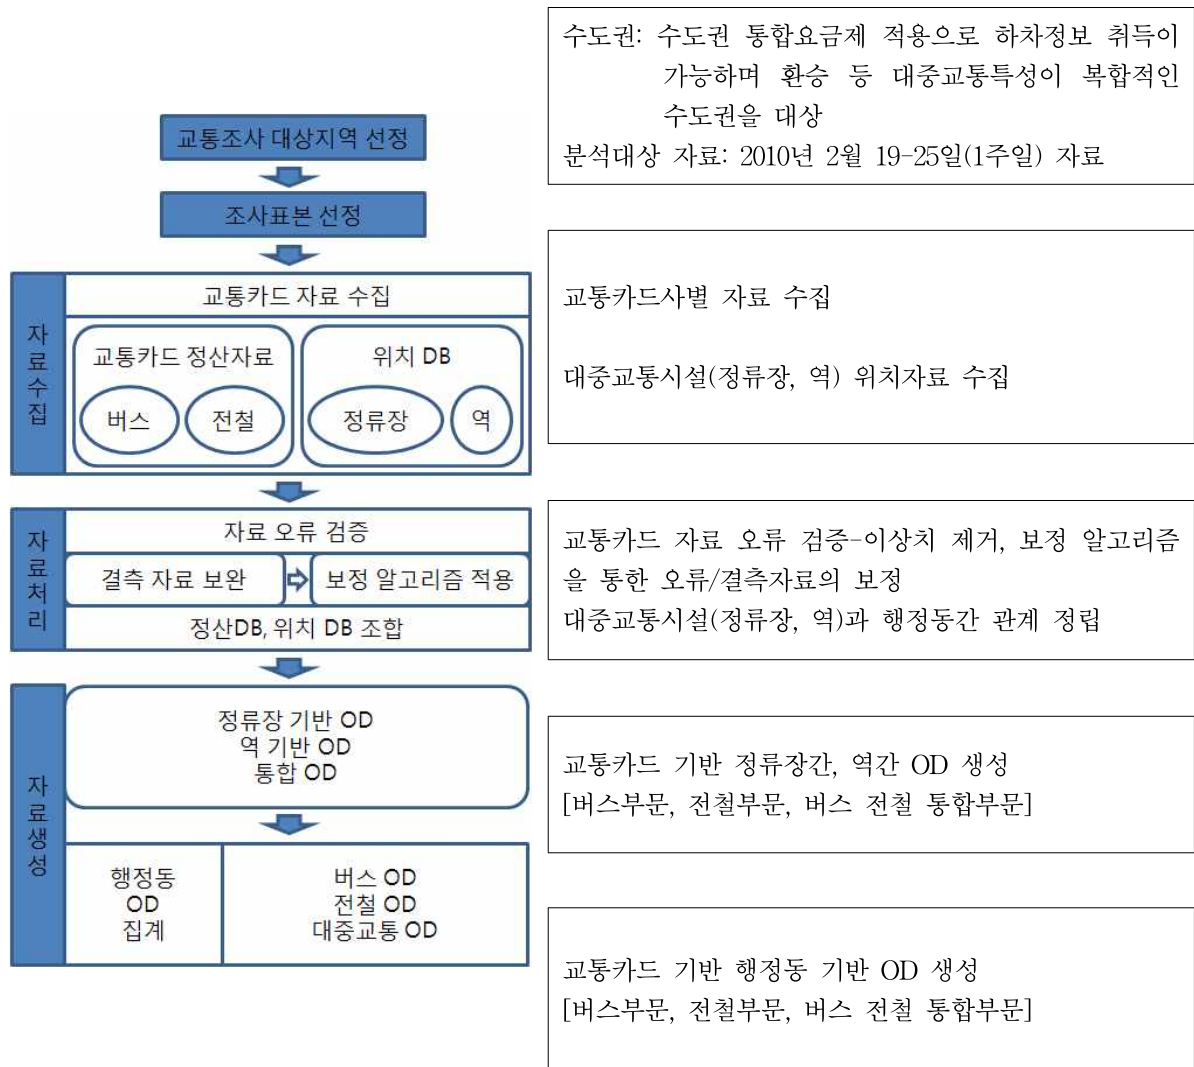 교통조사 대상지역 선정
조사표본 선정
자료수집
교통카드 자료 수집
교통카드 정산자료
버스
전철
위치 DB
정류장
역
자료처리
자료 오류 검증
결측 자료 보완
보정 알고리즘 적용
정산DB, 위치 DB 조합
자료생성
정류장 기반 OD
역 기반 OD
통합 OD
행정동
OD
집계
버스 OD
전철 OD
대중교통 OD
수도권: 수도권 통합요금제 적용으로 하차정보 취득이
가능하며 환승 등 대중교통특성이 복합적인
수도권을 대상
분석대상 자료: 2010년 2월 19-25일(1주일) 자료
교통카드사별 자료 수집
대중교통시설(정류장, 역) 위치자료 수집
교통카드 자료 오류 검증-이상치 제거, 보정 알고리즘
을 통한 오류/결측자료의 보정
대중교통시설(정류장, 역)과 행정동간 관계 정립
교통카드 기반 정류장간, 역간 OD 생성
[버스부문, 전철부문, 버스 전철 통합부문]
교통카드 기반 행정동 기반 OD 생성
[버스부문, 전철부문, 버스 전철 통합부문]